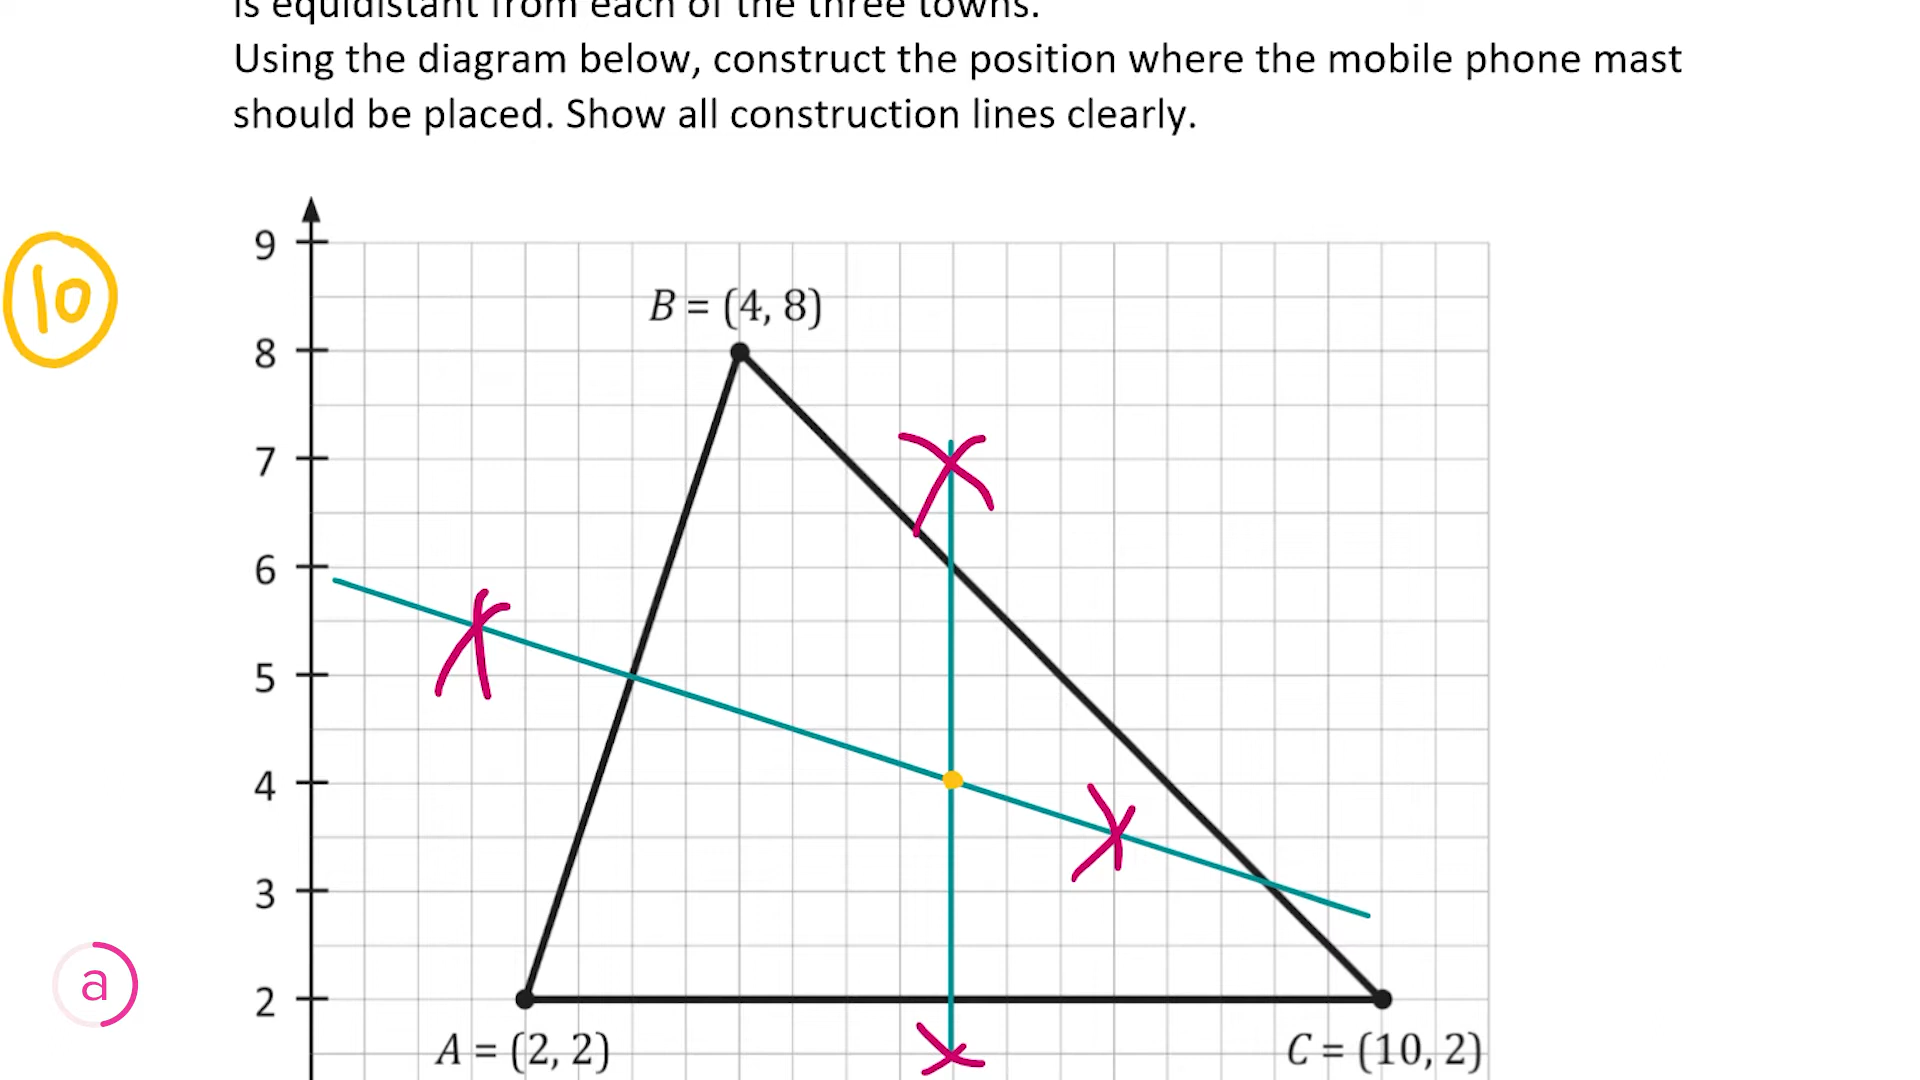 is equidistant from each of the three towns.
Using the diagram below, construct the position where the mobile phone mast
should be placed. Show all construction lines clearly.
10
9
B = (4, 8)
8
7
6
5
4
3
2
A = (2, 2)
C = (10, 2)
a